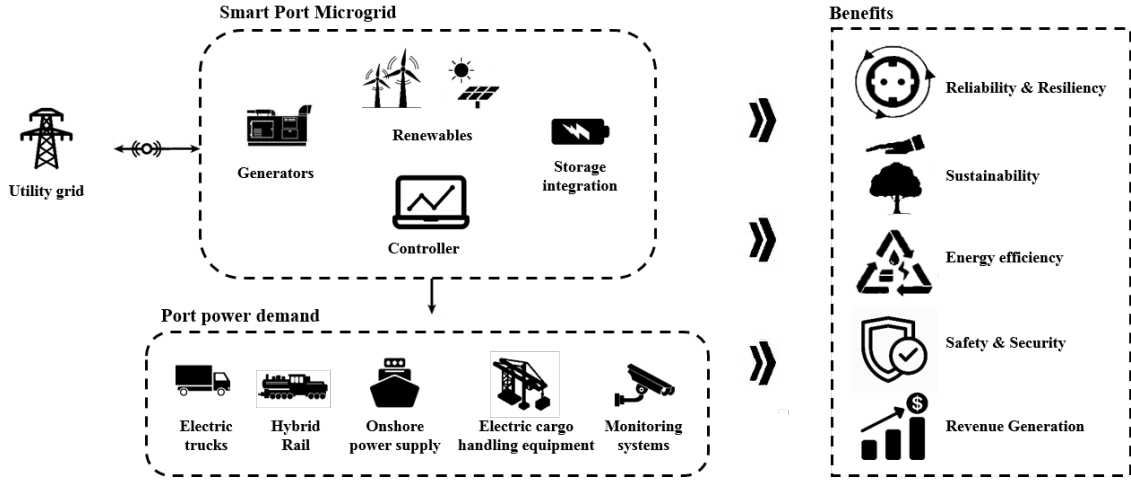 Smart Port Microgrid
Utility grid
Generators
Renewables
Storage
integration
Controller
Port power demand
Electric
trucks
Hybrid
Rail
Onshore
power supply
Electric cargo
handling equipment
Monitoring
systems
Benefits
Reliability & Resiliency
Sustainability
Energy efficiency
Safety & Security
$
Revenue Generation